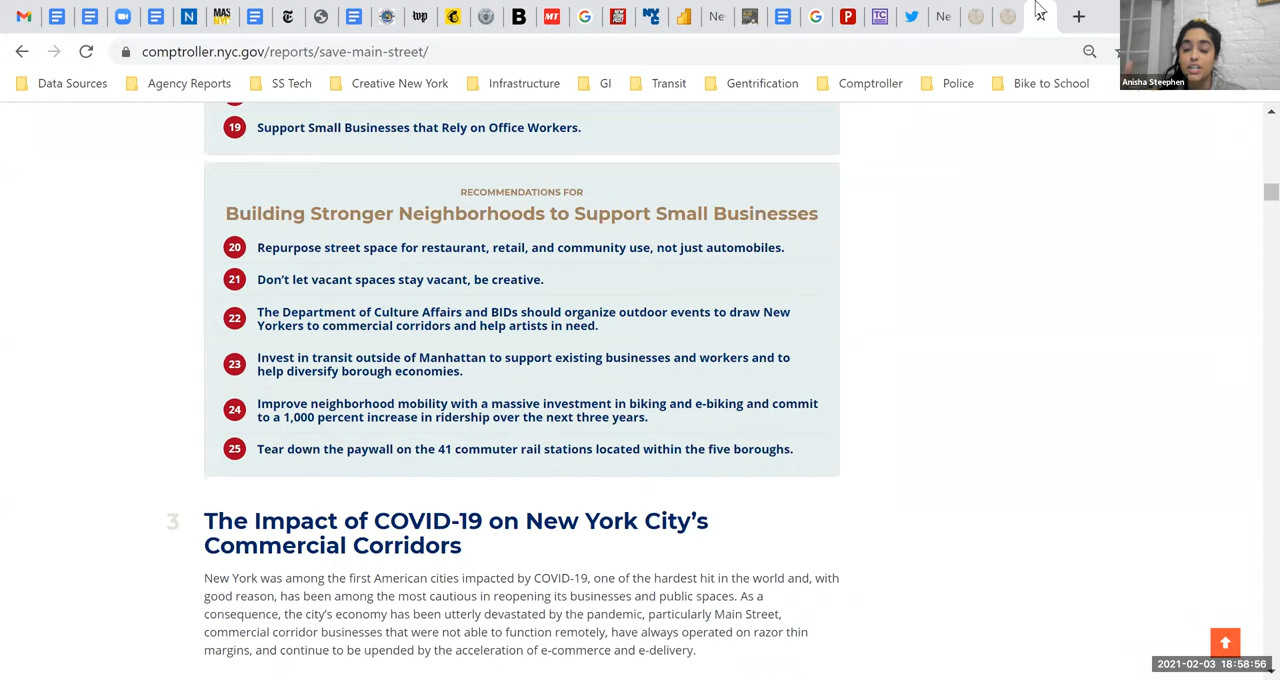 Ne
Ne
comptroller.nyc.gov/reports/save-main-street/
Data Sources
Agency Reports
SS Tech
Creative New York
Infrastructure
GI
Transit
Gentrification
Comptroller
Police
Bike to School
Anisha Steephen
19 Support Small Businesses that Rely on Office Workers.
RECOMMENDATIONS FOR
Building Stronger Neighborhoods to Support Small Businesses
20 Repurpose street space for restaurant, retail, and community use, not just automobiles.
21 Don’t let vacant spaces stay vacant, be creative.
22 The Department of Culture Affairs and BIDs should organize outdoor events to draw New
Yorkers to commercial corridors and help artists in need.
23 Invest in transit outside of Manhattan to support existing businesses and workers and to
help diversify borough economies.
24 Improve neighborhood mobility with a massive investment in biking and e-biking and commit
to a 1,000 percent increase in ridership over the next three years.
25 Tear down the paywall on the 41 commuter rail stations located within the five boroughs.
3 The Impact of COVID-19 on New York City’s
Commercial Corridors
New York was among the first American cities impacted by COVID-19, one of the hardest hit in the world and, with
good reason, has been among the most cautious in reopening its businesses and public spaces. As a
consequence, the city’s economy has been utterly devastated by the pandemic, particularly Main Street,
commercial corridor businesses that were not able to function remotely, have always operated on razor thin
margins, and continue to be upended by the acceleration of e-commerce and e-delivery.
2021-02-03 18:58:56